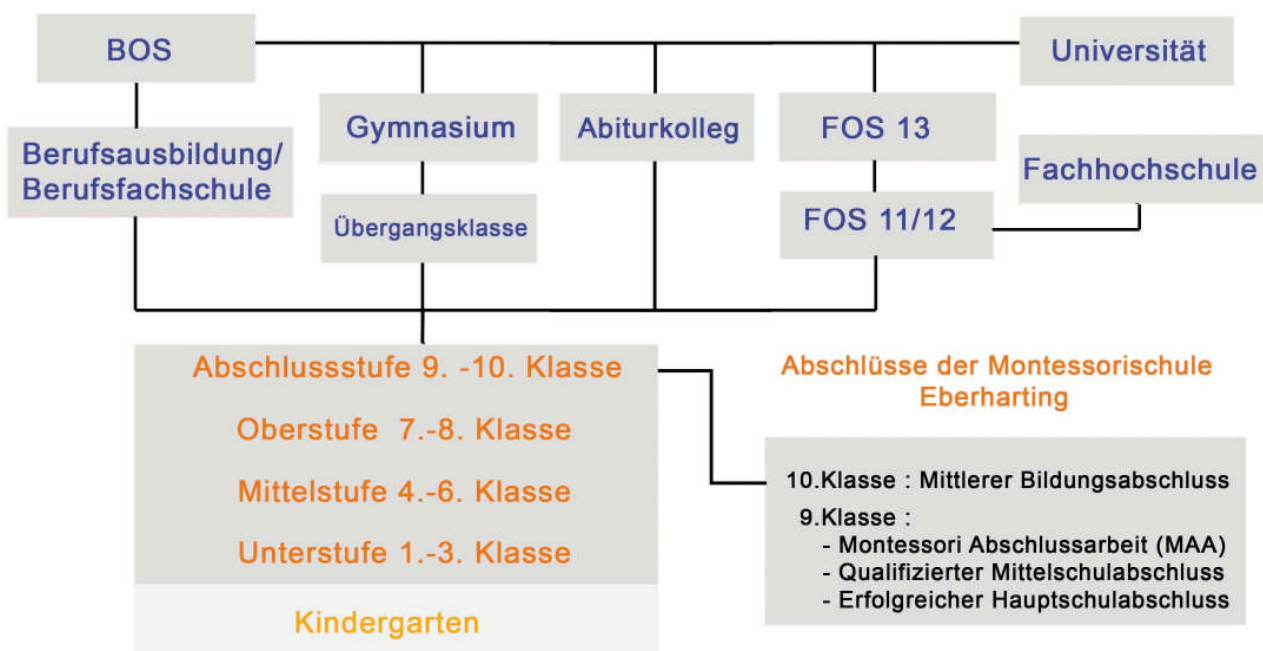 BOS
Universität
Gymnasium
Abiturkolleg
FOS 13
Berufsausbildung/
Berufsfachschule
Fachhochschule
Übergangsklasse
FOS 11/12
Abschlussstufe 9. -10. Klasse
Oberstufe 7.-8. Klasse
Mittelstufe 4.-6. Klasse
Unterstufe 1.-3. Klasse
Kindergarten
Abschlüsse der Montessorischule
Eberharting
10.Klasse : Mittlerer Bildungsabschluss
9.Klasse :
- Montessori Abschlussarbeit (MAA)
- Qualifizierter Mittelschulabschluss
- Erfolgreicher Hauptschulabschluss